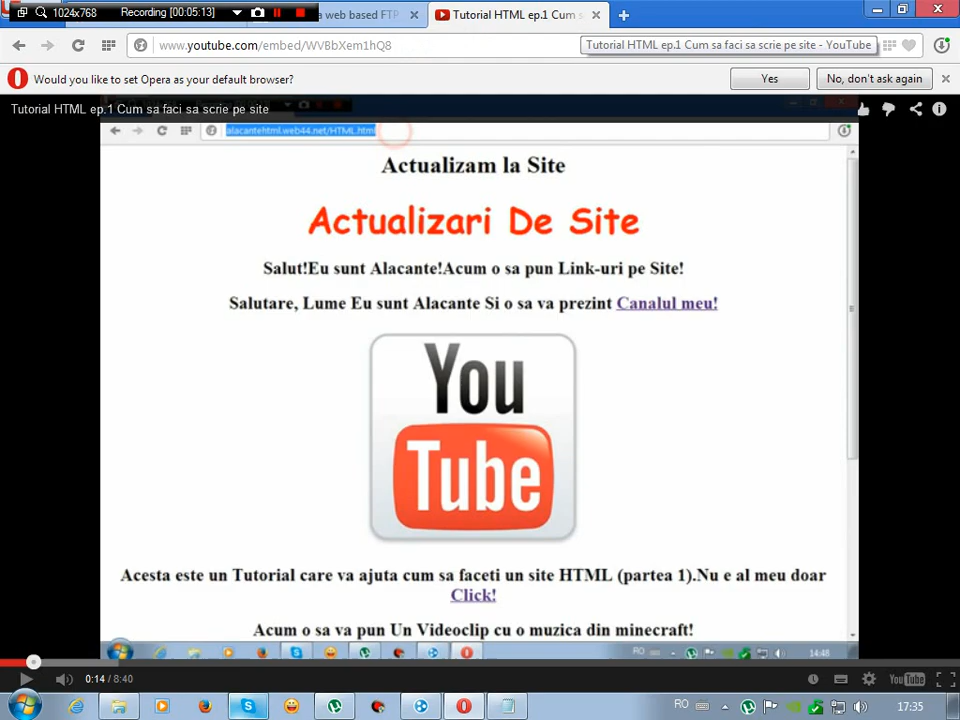 1024x768 Recording [00:05:13]
a web based FTP
Tutorial HTML ep.1 Cum s
www.youtube.com/embed/WVBbXem1hQ8
Tutorial HTML ep.1 Cum sa faci sa scrie pe site - YouTube
Would you like to set Opera as your default browser?
Yes
No, don't ask again
Tutorial HTML ep.1 Cum sa faci sa scrie pe site
alacantehtml.web44.net/HTML.html
Actualizam la Site
Actualizari De Site
Salut!Eu sunt Alacante!Acum o sa pun Link-uri pe Site!
Salutare, Lume Eu sunt Alacante Si o sa va prezint Canalul meu!
You
Tube
Acesta este un Tutorial care va ajuta cum sa faceti un site HTML (partea 1).Nu e al meu doar
Click!
Acum o sa va pun Un Videoclip cu o muzica din minecraft!
RO
14:48
0:14 / 8:40
YouTube
RO
17:35